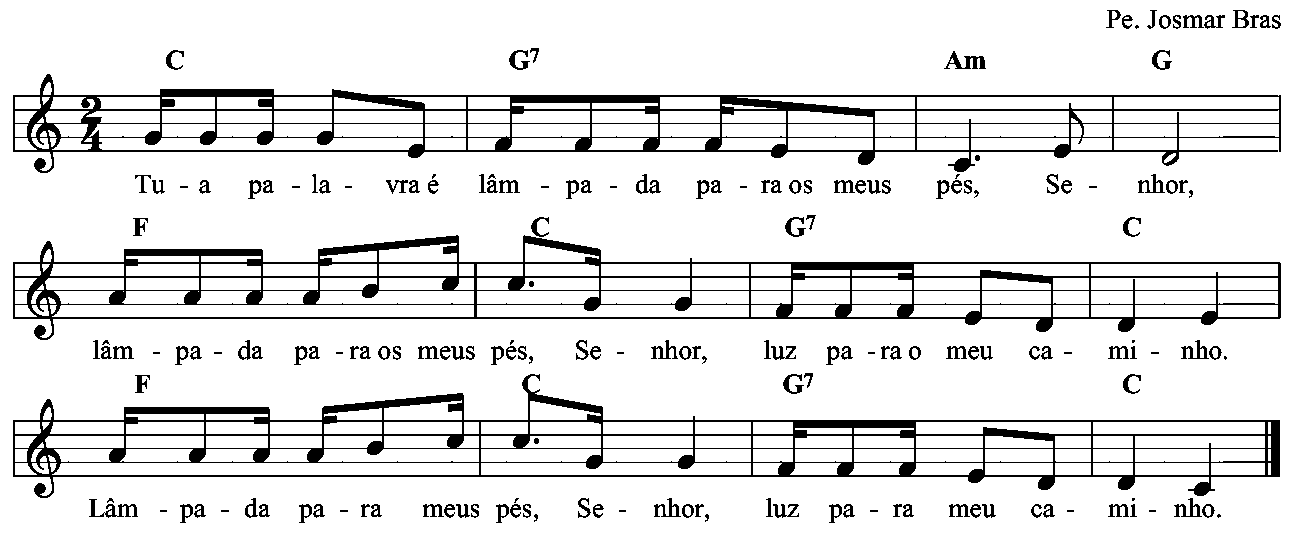 Pe. Josmar Bras
C G7 Am G
2
4
Tu - a pa - la - vra é lâm - pa - da pa - ra os meus pés, Se - nhor,
F C G7 C
lâm - pa - da pa - ra os meus pés, Se - nhor, luz pa - ra o meu ca - mi - nho.
F C G7 C
Lâm - pa - da pa - ra meus pés, Se - nhor, luz pa - ra meu ca - mi - nho.